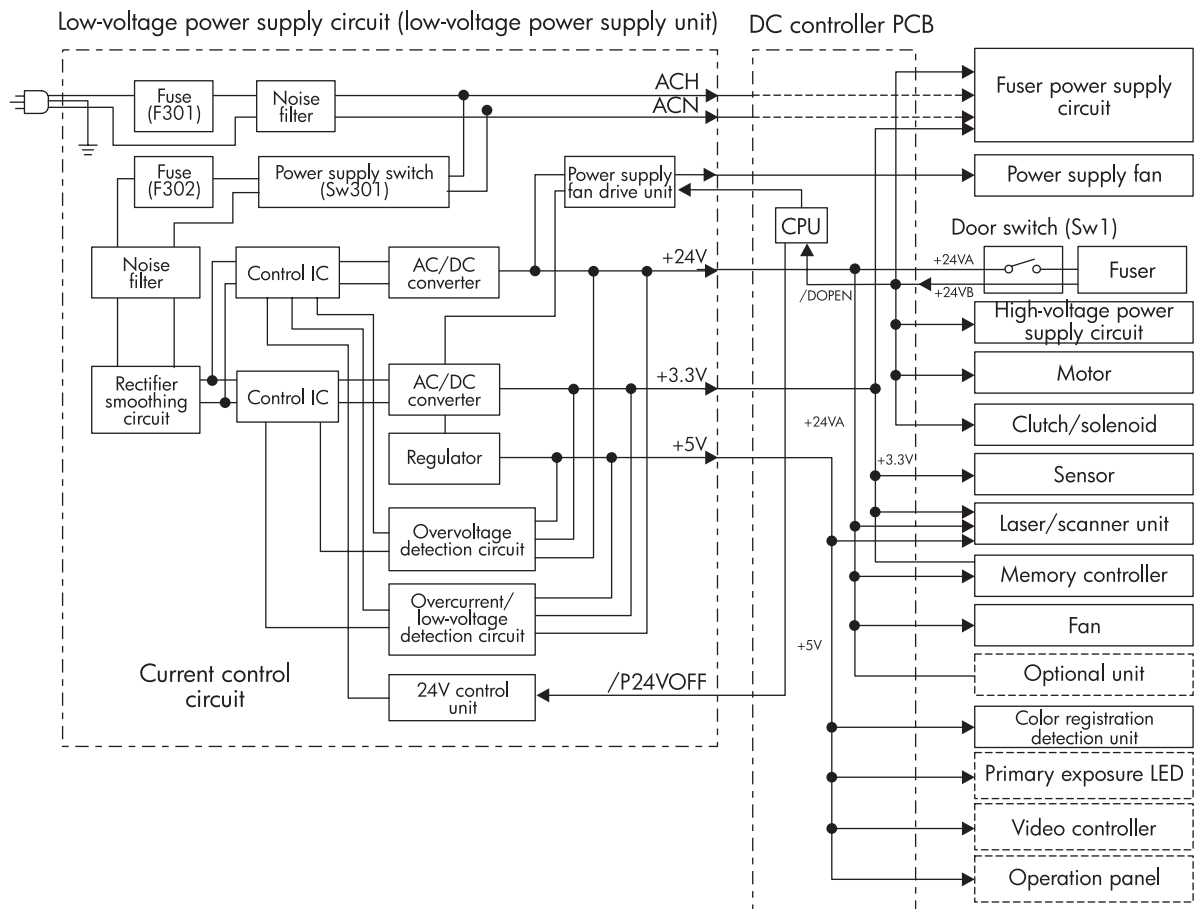 Low-voltage power supply circuit (low-voltage power supply unit)
DC controller PCB
Fuse
(F301)
Noise
filter
ACH
ACN
Fuser power supply
circuit
Fuse
(F302)
Power supply switch
(Sw301)
Power supply
fan drive unit
Power supply fan
CPU
Door switch (Sw1)
Noise
filter
Control IC
AC/DC
converter
+24V
/DOPEN
+24VA
+24VB
Fuser
High-voltage power
supply circuit
Rectifier
smoothing
circuit
Control IC
AC/DC
converter
+3.3V
Motor
+24VA
Clutch/solenoid
Regulator
+5V
+3.3V
Sensor
Overvoltage
detection circuit
Laser/scanner unit
Memory controller
Overcurrent/
low-voltage
detection circuit
Fan
+5V
Current control
circuit
24V control
unit
/P24VOFF
Optional unit
Color registration
detection unit
Primary exposure LED
Video controller
Operation panel